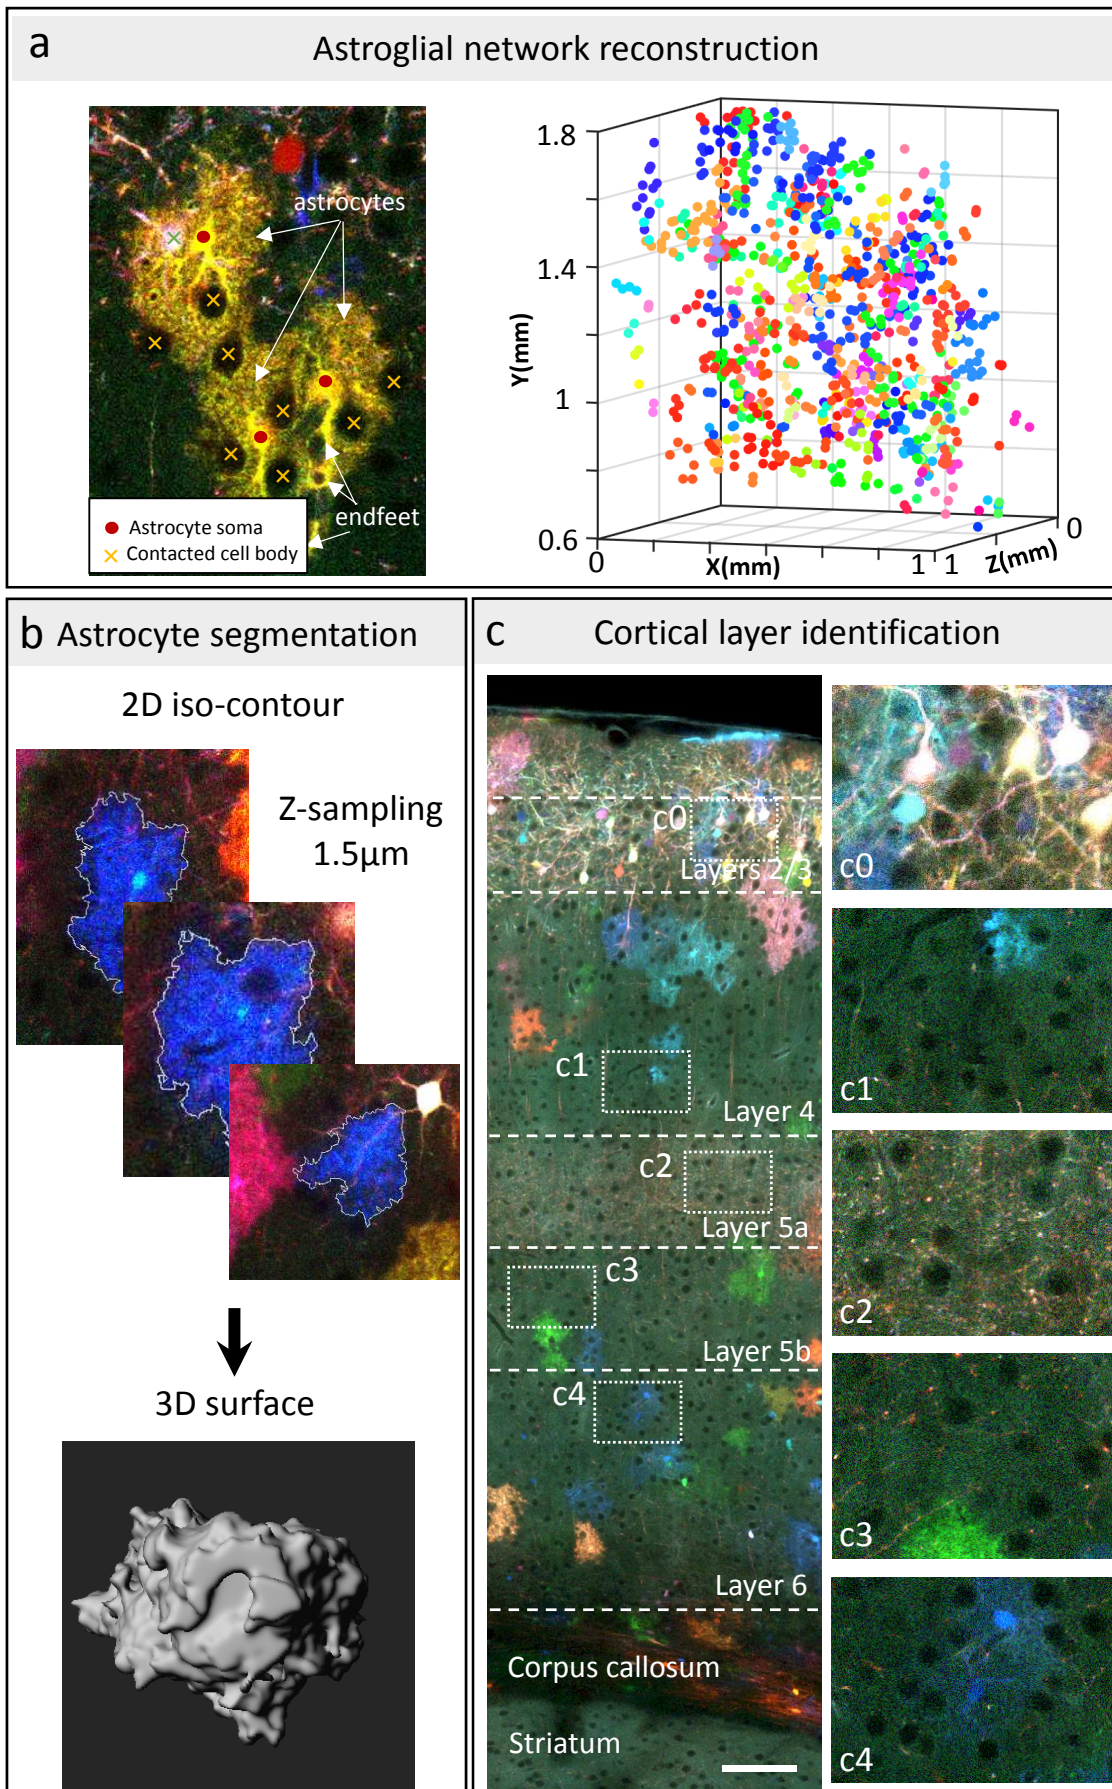 a
Astroglial network reconstruction
astrocytes
endfeet
Astrocyte soma
Contacted cell body
1.8
1.4
1
0.6
Y(mm)
0
X(mm)
1
1
Z(mm)
0
b
Astrocyte segmentation
2D iso-contour
Z-sampling
1.5µm
3D surface
c
Cortical layer identification
c0
Layers 2/3
c1
Layer 4
c2
Layer 5a
c3
Layer 5b
c4
Layer 6
Corpus callosum
Striatum
c0
c1
c2
c3
c4